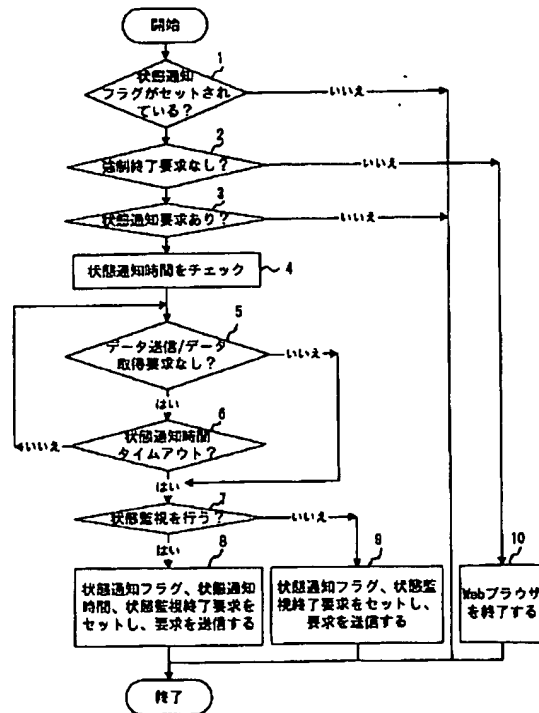 開始
1
状態通知
フラグがセットされ
ている？
いいえ
2
強制終了要求なし？
いいえ
3
状態通知要求あり？
いいえ
状態通知時間をチェック
4
5
データ送信/データ
取得要求なし？
いいえ
はい
6
状態通知時間
タイムアウト？
いいえ
はい
7
状態監視を行う？
いいえ
はい
8
状態通知フラグ、状態通知
時間、状態監視終了要求を
セットし、要求を送信する
9
状態通知フラグ、状態監
視終了要求をセットし、
要求を送信する
10
Webブラウザ
を終了する
終了